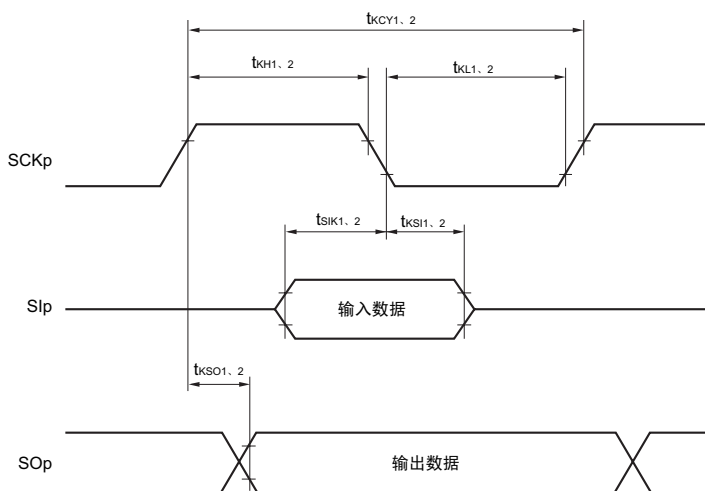 tKCY1、2
tKH1、2
tKL1、2
SCKp
tSIK1、2
tKSI1、2
SIp
输入数据
tKSO1、2
SOp
输出数据